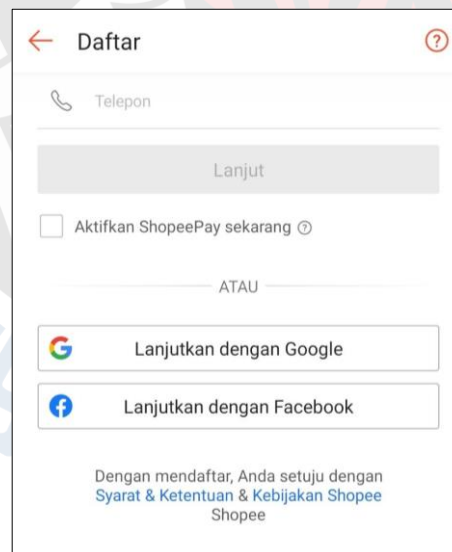 Daftar
Telepon
Lanjut
Aktifkan ShopeePay sekarang
ATAU
Lanjutkan dengan Google
Lanjutkan dengan Facebook
Dengan mendaftar, Anda setuju dengan
Syarat & Ketentuan & Kebijakan Shopee
Shopee